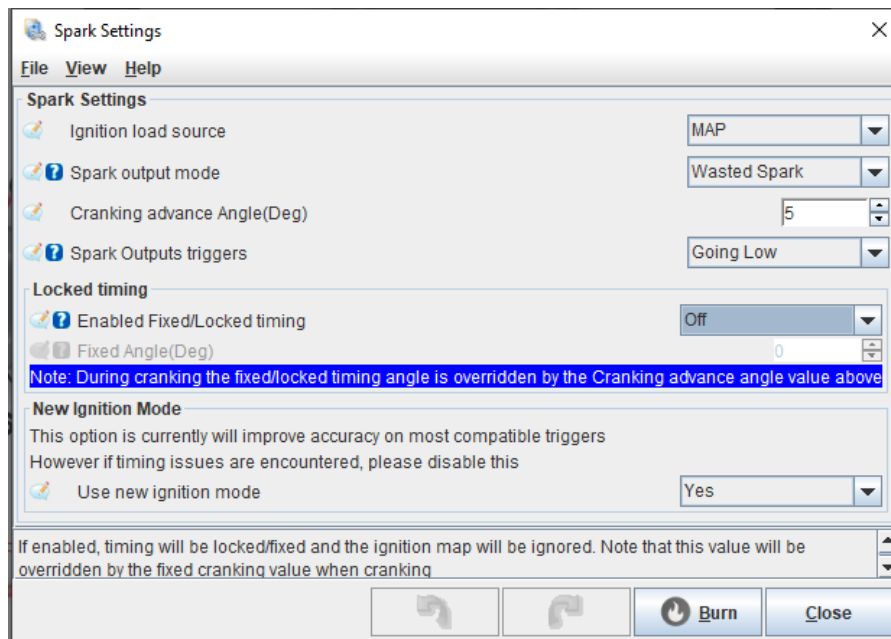 Spark Settings
File View Help
Spark Settings
Ignition load source MAP
Spark output mode Wasted Spark
Cranking advance Angle(Deg) 5
Spark Outputs triggers Going Low
Locked timing
Enabled Fixed/Locked timing Off
Fixed Angle(Deg) 0
Note: During cranking the fixed/locked timing angle is overridden by the Cranking advance angle value above
New Ignition Mode
This option is currently will improve accuracy on most compatible triggers
However if timing issues are encountered, please disable this
Use new ignition mode Yes
If enabled, timing will be locked/fixed and the ignition map will be ignored. Note that this value will be
overridden by the fixed cranking value when cranking
Burn Close